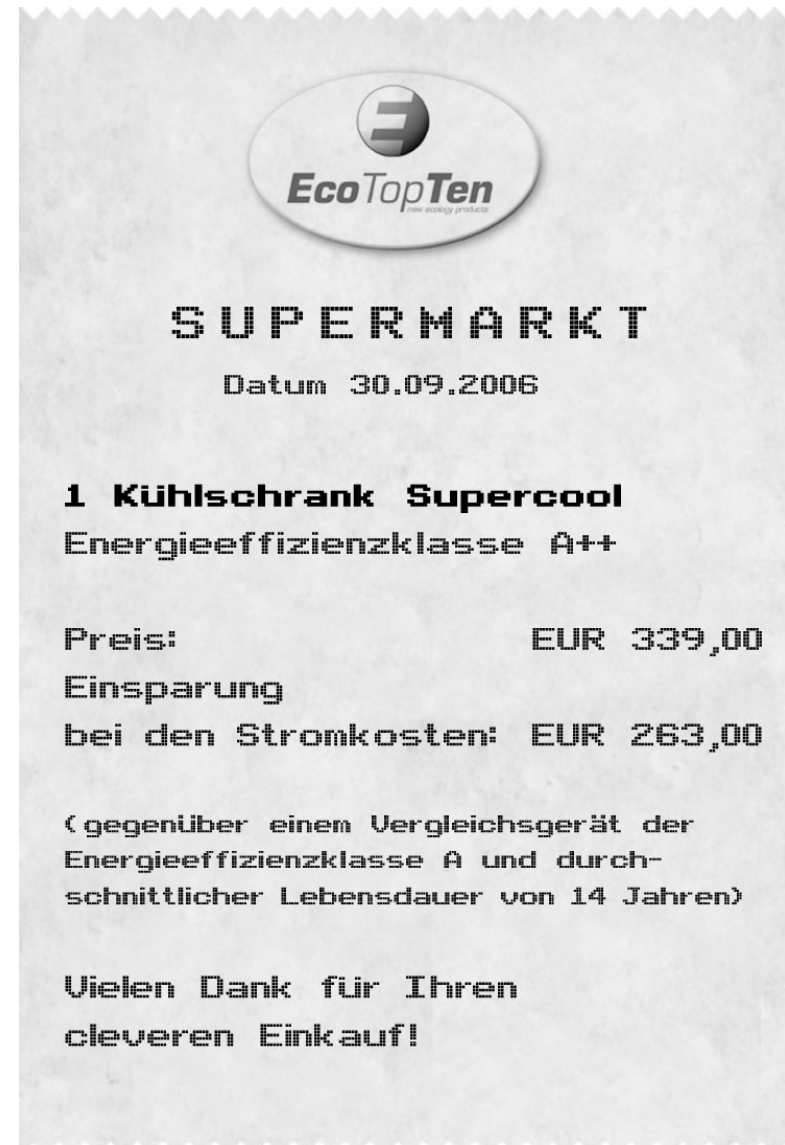 EcoTopTen
new ecology products
SUPERMARKT
Datum 30.09.2006
1 Kühlschrank Supercool
Energieeffizienzklasse A++
Preis: EUR 339,00
Einsparung
bei den Stromkosten: EUR 263,00
(gegenüber einem Vergleichsgerät der
Energieeffizienzklasse A und durch-
schnittlicher Lebensdauer von 14 Jahren)
Vielen Dank für Ihren
cleveren Einkauf!